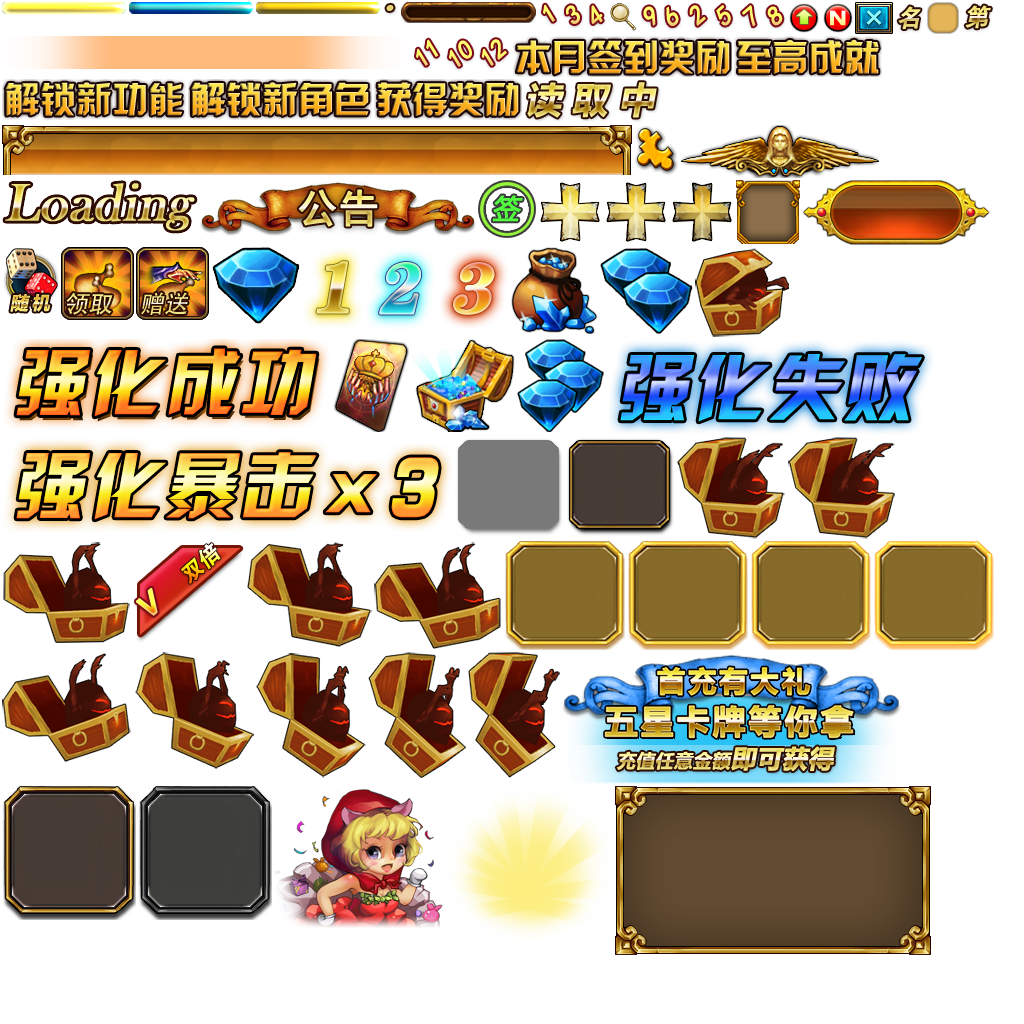 1 3 4 9 6 2 5 7 8 N 名 第
11 10 12 本月签到奖励 至高成就
解锁新功能 解锁新角色 获得奖励 读取中
Loading 公告 签
随机 领取 赠送 1 2 3
强化成功 强化失败
强化暴击x3
双倍
首充有大礼
五星卡牌等你拿
充值任意金额即可获得